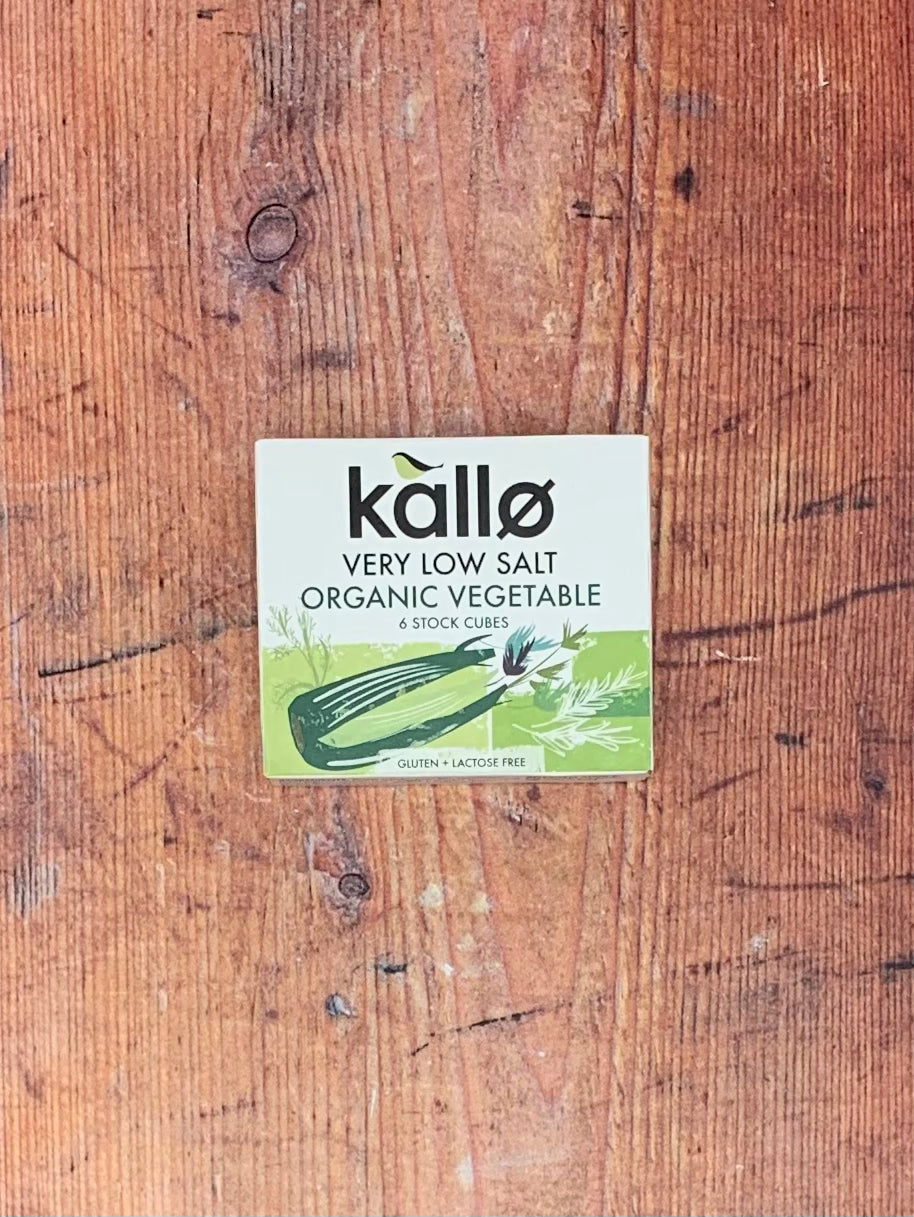 kallø
VERY LOW SALT
ORGANIC VEGETABLE
6 STOCK CUBES
GLUTEN + LACTOSE FREE